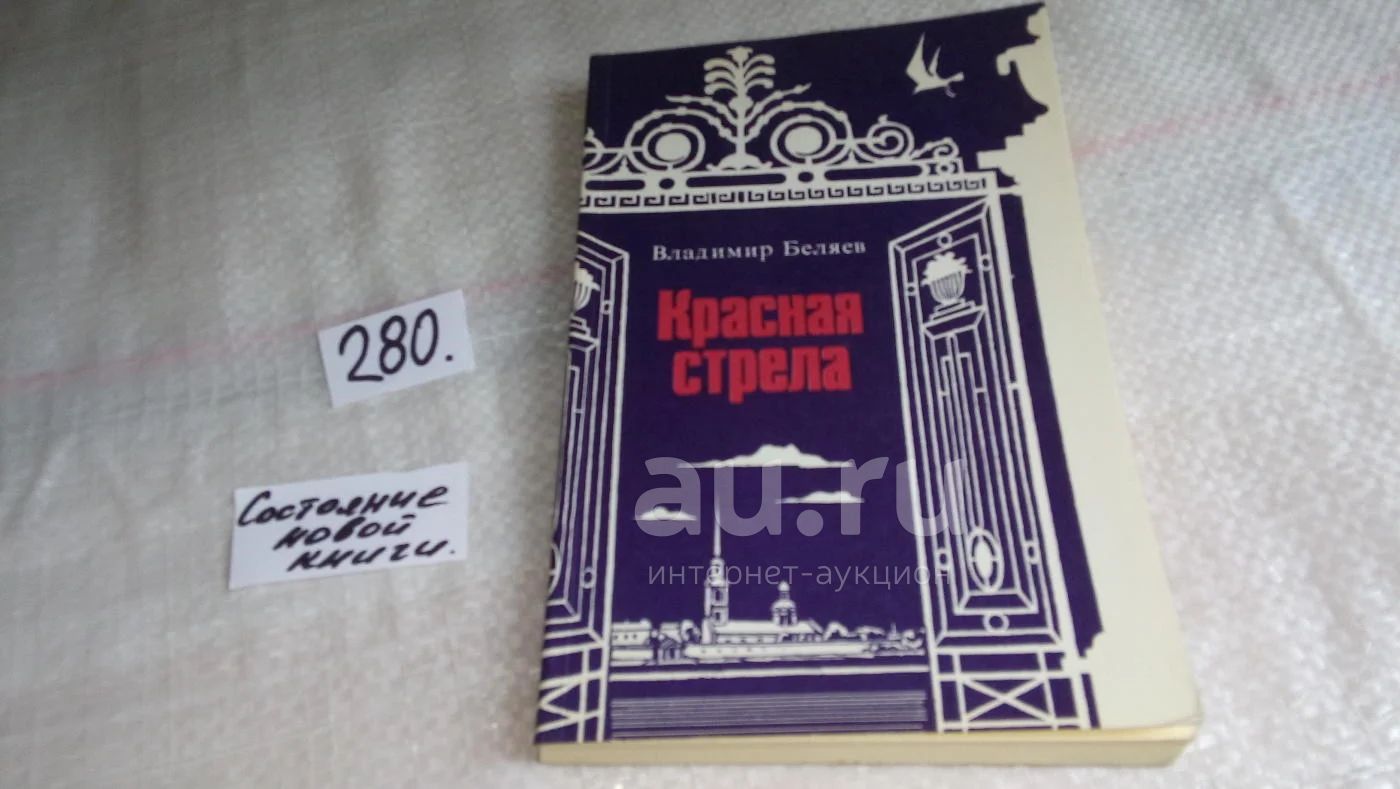 Владимир Беляев
Красная
стрела
280.
Состояние
новой
книги.
au.ru
интернет-аукцион